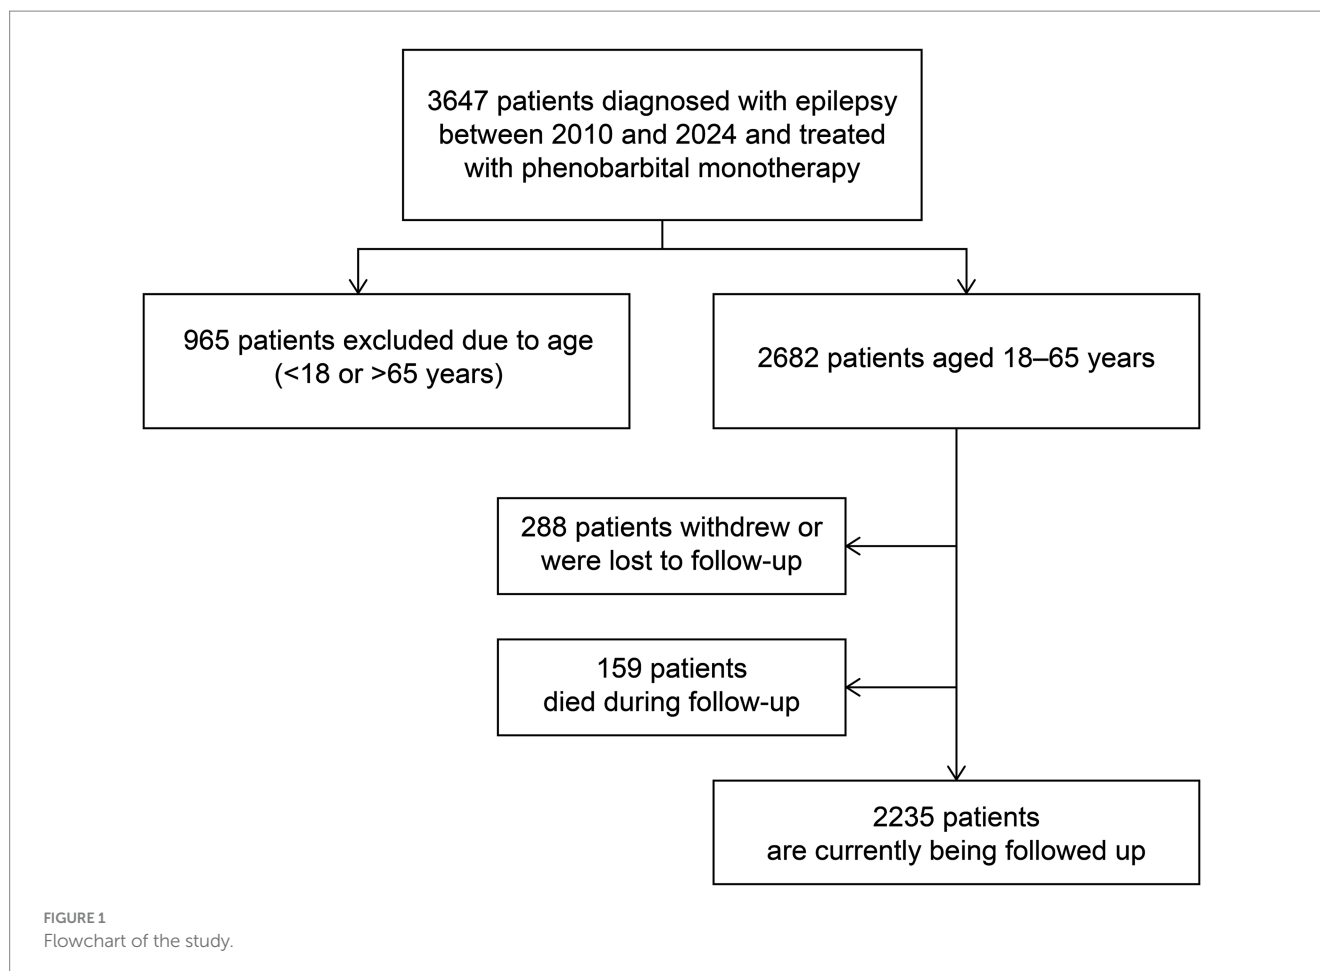 3647 patients diagnosed with epilepsy
between 2010 and 2024 and treated
with phenobarbital monotherapy
965 patients excluded due to age
(<18 or >65 years)
2682 patients aged 18–65 years
288 patients withdrew or
were lost to follow-up
159 patients
died during follow-up
2235 patients
are currently being followed up
FIGURE 1
Flowchart of the study.